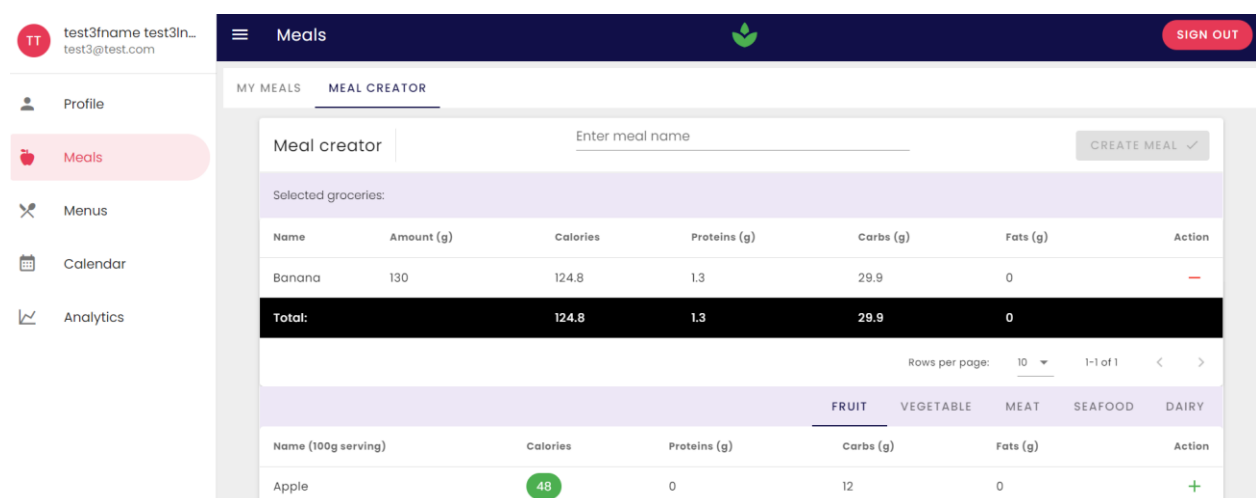 TT
test3fname test3ln...
test3@test.com
Profile
Meals
Menus
Calendar
Analytics
Meals
SIGN OUT
MY MEALS MEAL CREATOR
Meal creator Enter meal name CREATE MEAL
Selected groceries:
Name Amount (g) Calories Proteins (g) Carbs (g) Fats (g) Action
Banana 130 124.8 1.3 29.9 0
Total: 124.8 1.3 29.9 0
Rows per page: 10 1-1 of 1
FRUIT VEGETABLE MEAT SEAFOOD DAIRY
Name (100g serving) Calories Proteins (g) Carbs (g) Fats (g) Action
Apple 48 0 12 0